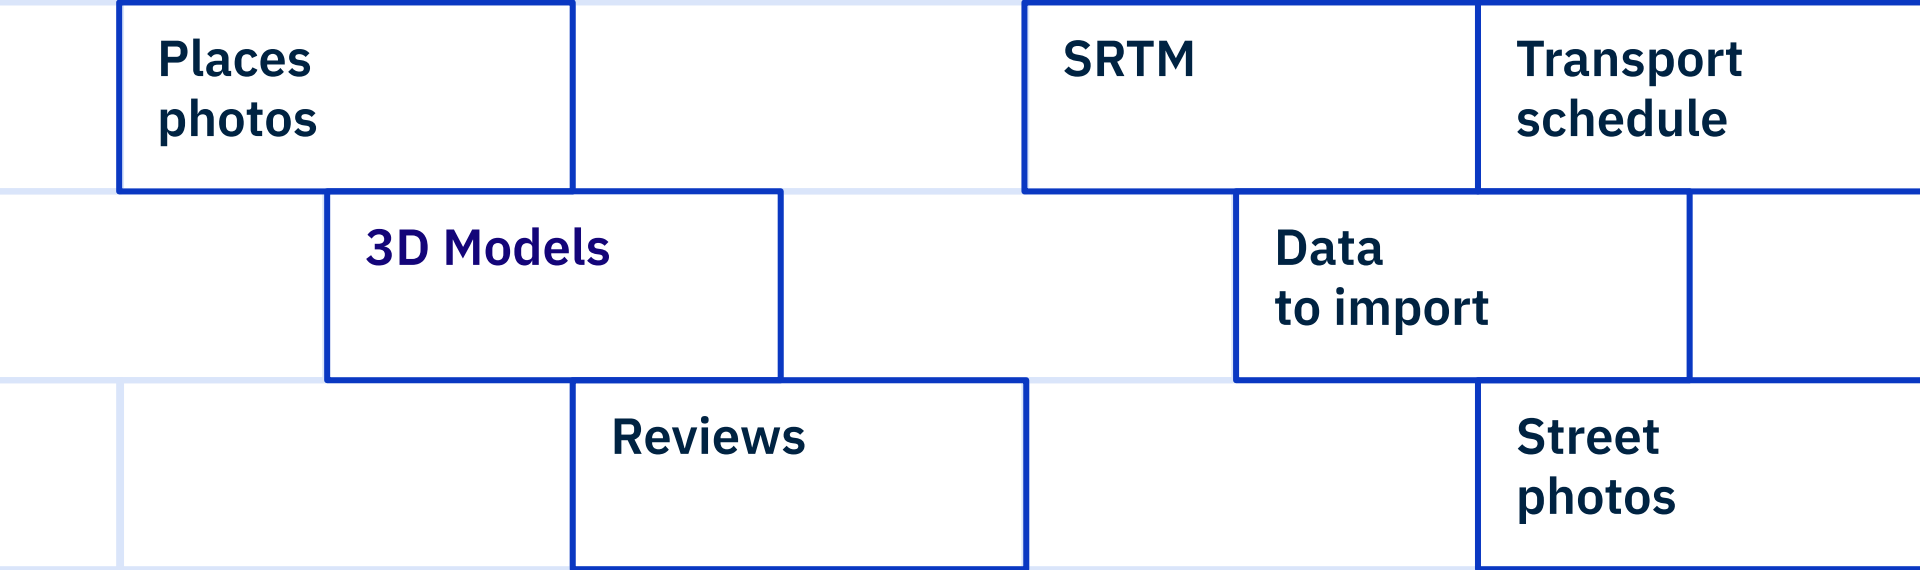 Places
photos
SRTM
Transport
schedule
3D Models
Data
to import
Reviews
Street
photos